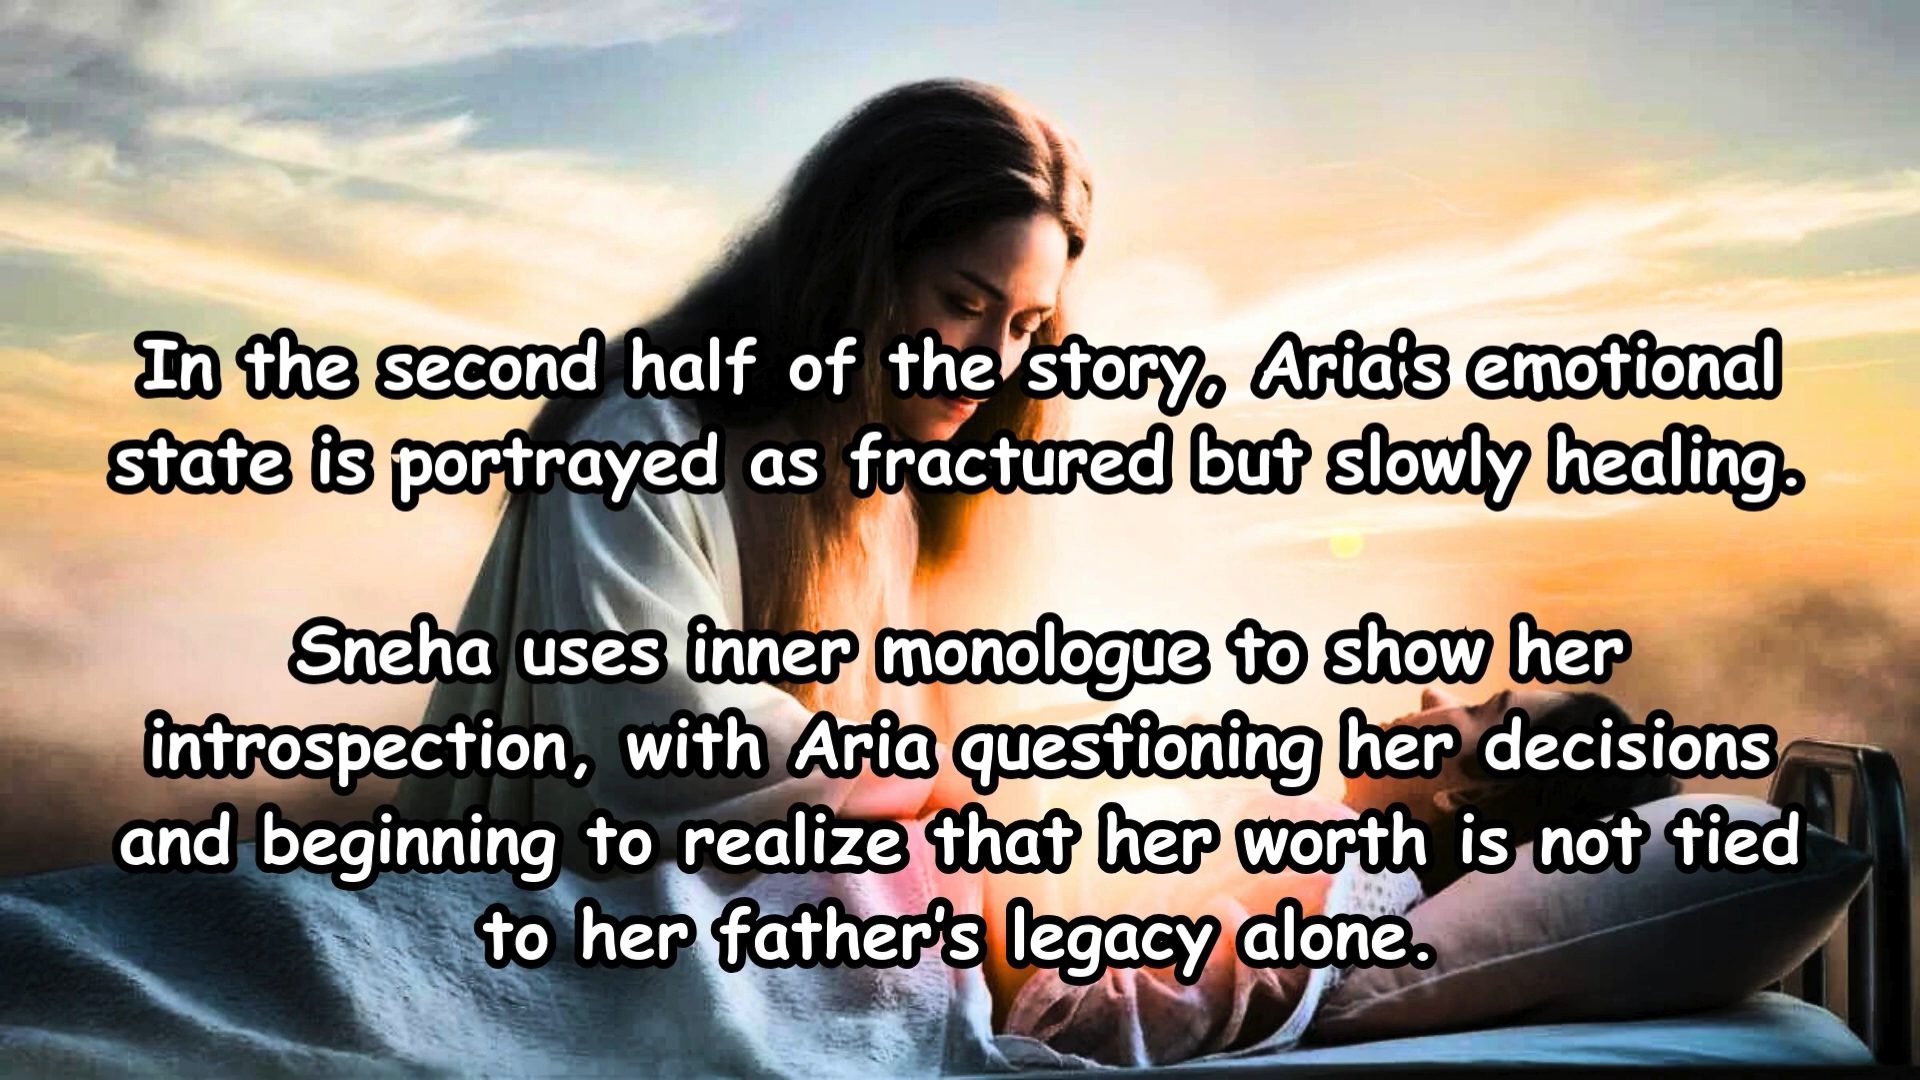 In the second half of the story, Aria's emotional
state is portrayed as fractured but slowly healing.
Sneha uses inner monologue to show her
introspection, with Aria questioning her decisions
and beginning to realize that her worth is not tied
to her father's legacy alone.